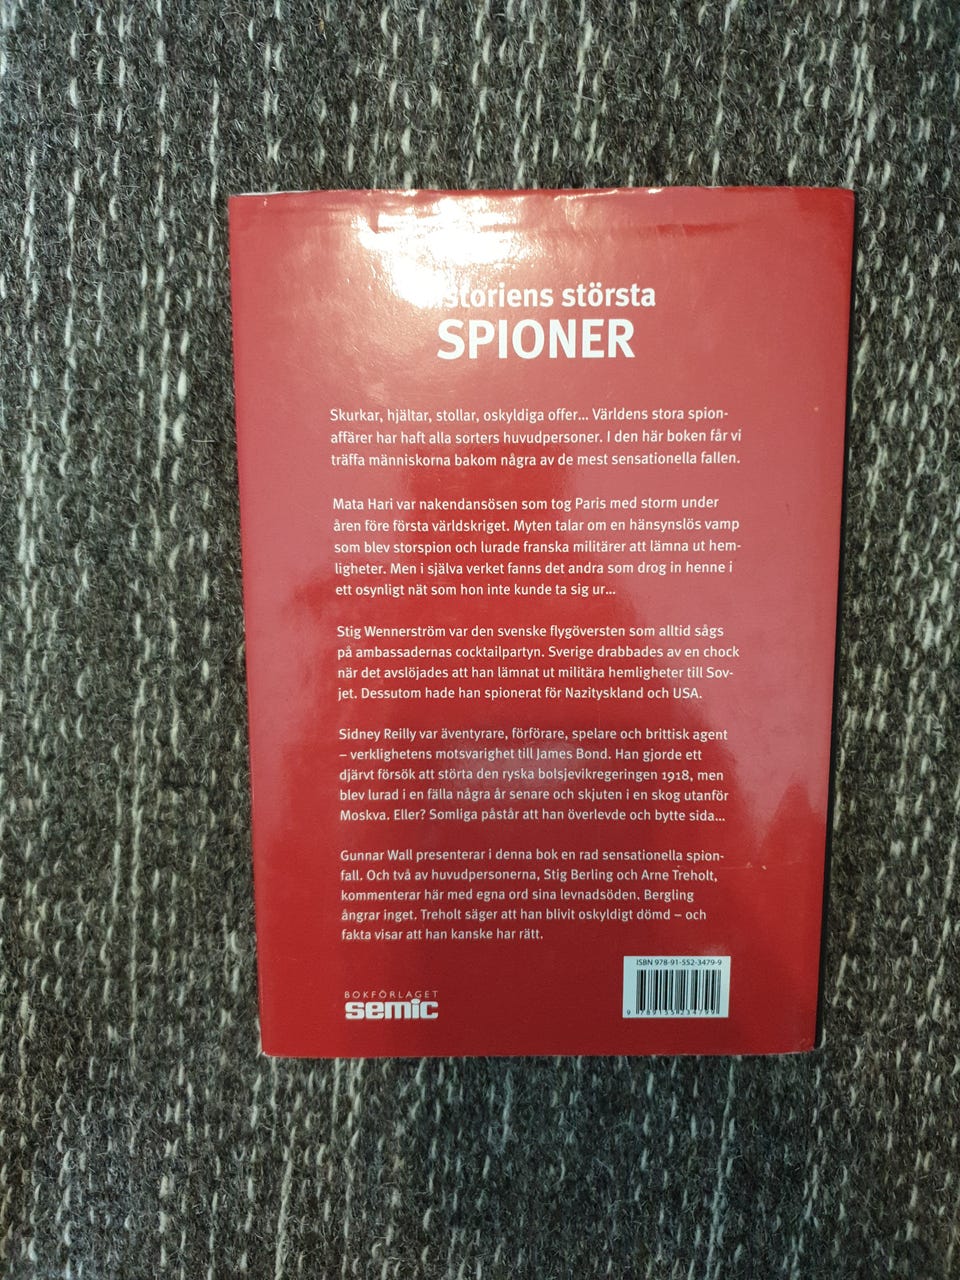 storiens största
SPIONER
Skurkar, hjältar, stollar, oskyldiga offer... Världens stora spion-
affärer har haft alla sorters huvudpersoner. I den här boken får vi
träffa människorna bakom några av de mest sensationella fallen.
Mata Hari var nakendansösen som tog Paris med storm under
åren före första världskriget. Myten talar om en hänsynslös vamp
som blev storspion och lurade franska militärer att lämna ut hem-
ligheter. Men i själva verket fanns det andra som drog in henne i
ett osynligt nät som hon inte kunde ta sig ur...
Stig Wennerström var den svenske flygöversten som alltid sågs
på ambassadernas cocktailpartyn. Sverige drabbades av en chock
när det avslöjades att han lämnat ut militära hemligheter till Sov-
jet. Dessutom hade han spionerat för Nazityskland och USA.
Sidney Reilly var äventyrare, förförare, spelare och brittisk agent
– verklighetens motsvarighet till James Bond. Han gjorde ett
djärvt försök att störta den ryska bolsjevikregeringen 1918, men
blev lurad i en fälla några år senare och skjuten i en skog utanför
Moskva. Eller? Somliga påstår att han överlevde och bytte sida...
Gunnar Wall presenterar i denna bok en rad sensationella spion-
fall. Och två av huvudpersonerna, Stig Berling och Arne Treholt,
kommenterar här med egna ord sina levnadsöden. Bergling
ångrar inget. Treholt säger att han blivit oskyldigt dömd – och
fakta visar att han kanske har rätt.
ISBN 978-91-552-3479-9
BOKFÖRLAGET
semic
9 789155 234799